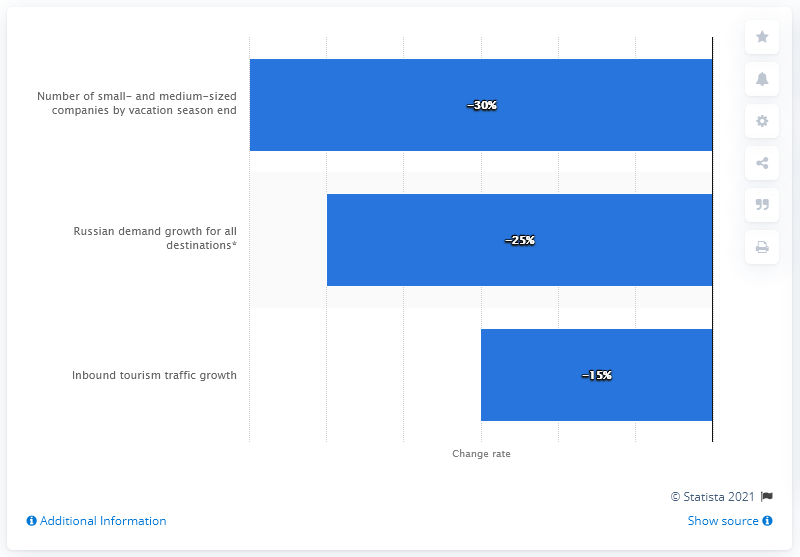 Number of small- and medium-sized
companies by vacation season end
–30%
Russian demand growth for all
destinations*
–25%
Inbound tourism traffic growth
–15%
Change rate
© Statista 2021
Additional Information
Show source